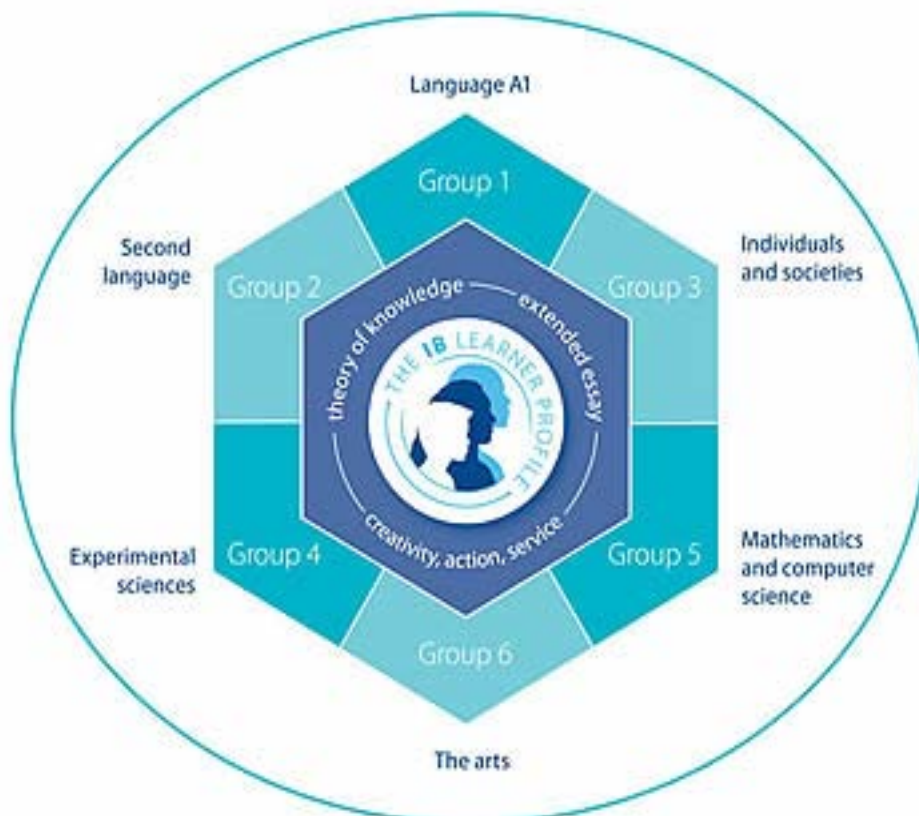 Language A1
Group 1
Second
language
Group 2
Group 3
Individuals
and societies
theory of knowledge
extended essay
THE IB LEARNER PROFILE
creativity, action, service
Experimental
sciences
Group 4
Group 5
Mathematics
and computer
science
Group 6
The arts